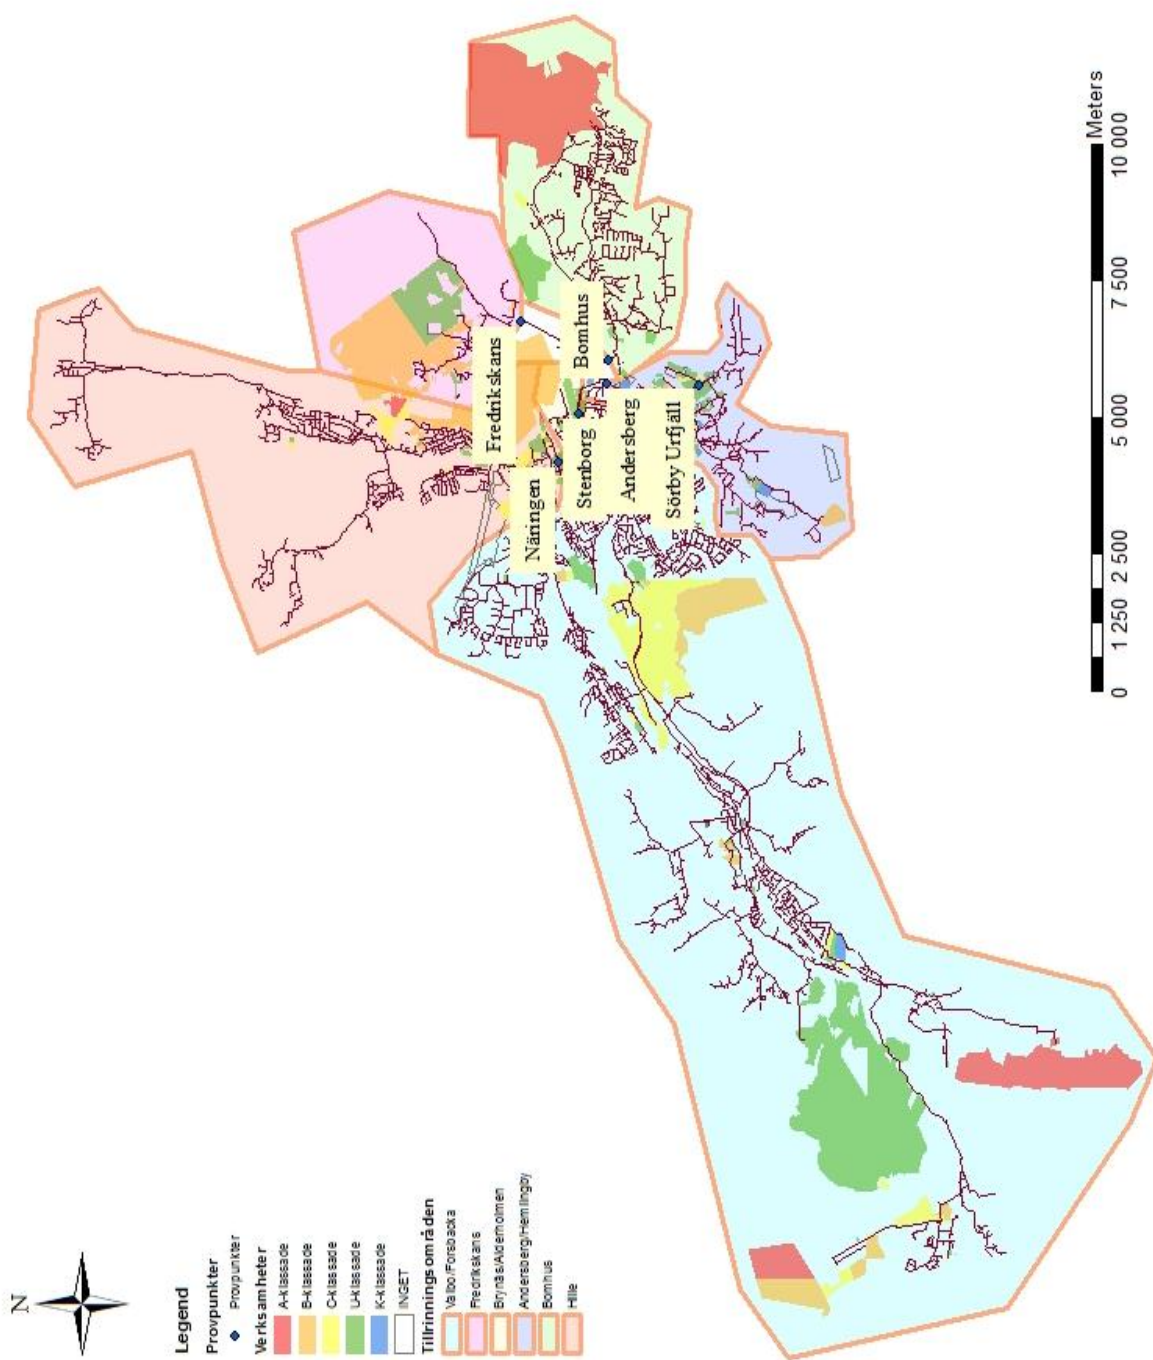 N
Legend
Provpunkter
Provpunkter
Verksamheter
A-klassade
B-klassade
C-klassade
U-klassade
K-klassade
INGET
Tillrinningsområden
Valbo/Forsbacka
Fredrikskans
Brynäs/Alderholmen
Andersberg/Hemlingby
Bomhus
Hille
Näringen
Fredrikskans
Stenborg
Bomhus
Andersberg
Sörby Urfjäll
0 1 250 2 500 5 000 7 500 10 000
Meters